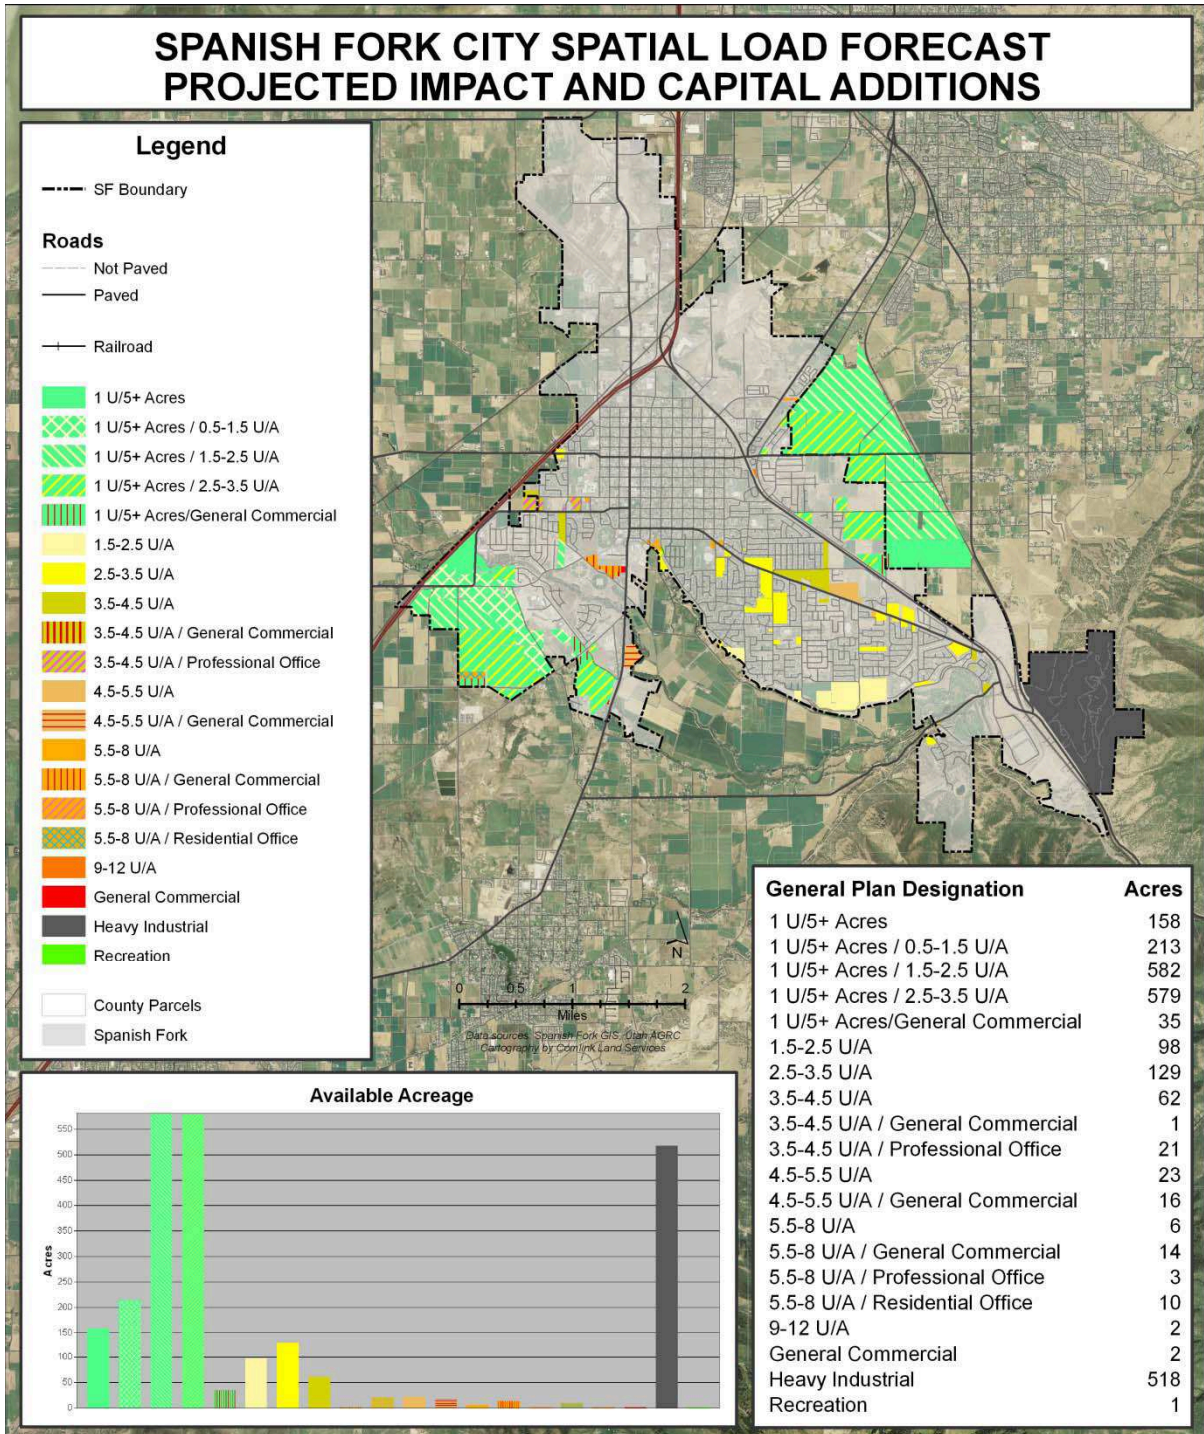 SPANISH FORK CITY SPATIAL LOAD FORECAST
PROJECTED IMPACT AND CAPITAL ADDITIONS
Legend
SF Boundary
Roads
Not Paved
Paved
Railroad
1 U/5+ Acres
1 U/5+ Acres / 0.5-1.5 U/A
1 U/5+ Acres / 1.5-2.5 U/A
1 U/5+ Acres / 2.5-3.5 U/A
1 U/5+ Acres/General Commercial
1.5-2.5 U/A
2.5-3.5 U/A
3.5-4.5 U/A
3.5-4.5 U/A / General Commercial
3.5-4.5 U/A / Professional Office
4.5-5.5 U/A
4.5-5.5 U/A / General Commercial
5.5-8 U/A
5.5-8 U/A / General Commercial
5.5-8 U/A / Professional Office
5.5-8 U/A / Residential Office
9-12 U/A
General Commercial
Heavy Industrial
Recreation
County Parcels
Spanish Fork
N
0 0.5 1 2
Miles
Data sources: Spanish Fork GIS, Utah AGRC
Cartography by Comlink Land Services
General Plan Designation Acres
1 U/5+ Acres 158
1 U/5+ Acres / 0.5-1.5 U/A 213
1 U/5+ Acres / 1.5-2.5 U/A 582
1 U/5+ Acres / 2.5-3.5 U/A 579
1 U/5+ Acres/General Commercial 35
1.5-2.5 U/A 98
2.5-3.5 U/A 129
3.5-4.5 U/A 62
3.5-4.5 U/A / General Commercial 1
3.5-4.5 U/A / Professional Office 21
4.5-5.5 U/A 23
4.5-5.5 U/A / General Commercial 16
5.5-8 U/A 6
5.5-8 U/A / General Commercial 14
5.5-8 U/A / Professional Office 3
5.5-8 U/A / Residential Office 10
9-12 U/A 2
General Commercial 2
Heavy Industrial 518
Recreation 1
Available Acreage
Acres
550
500
450
400
350
300
250
200
150
100
50
0